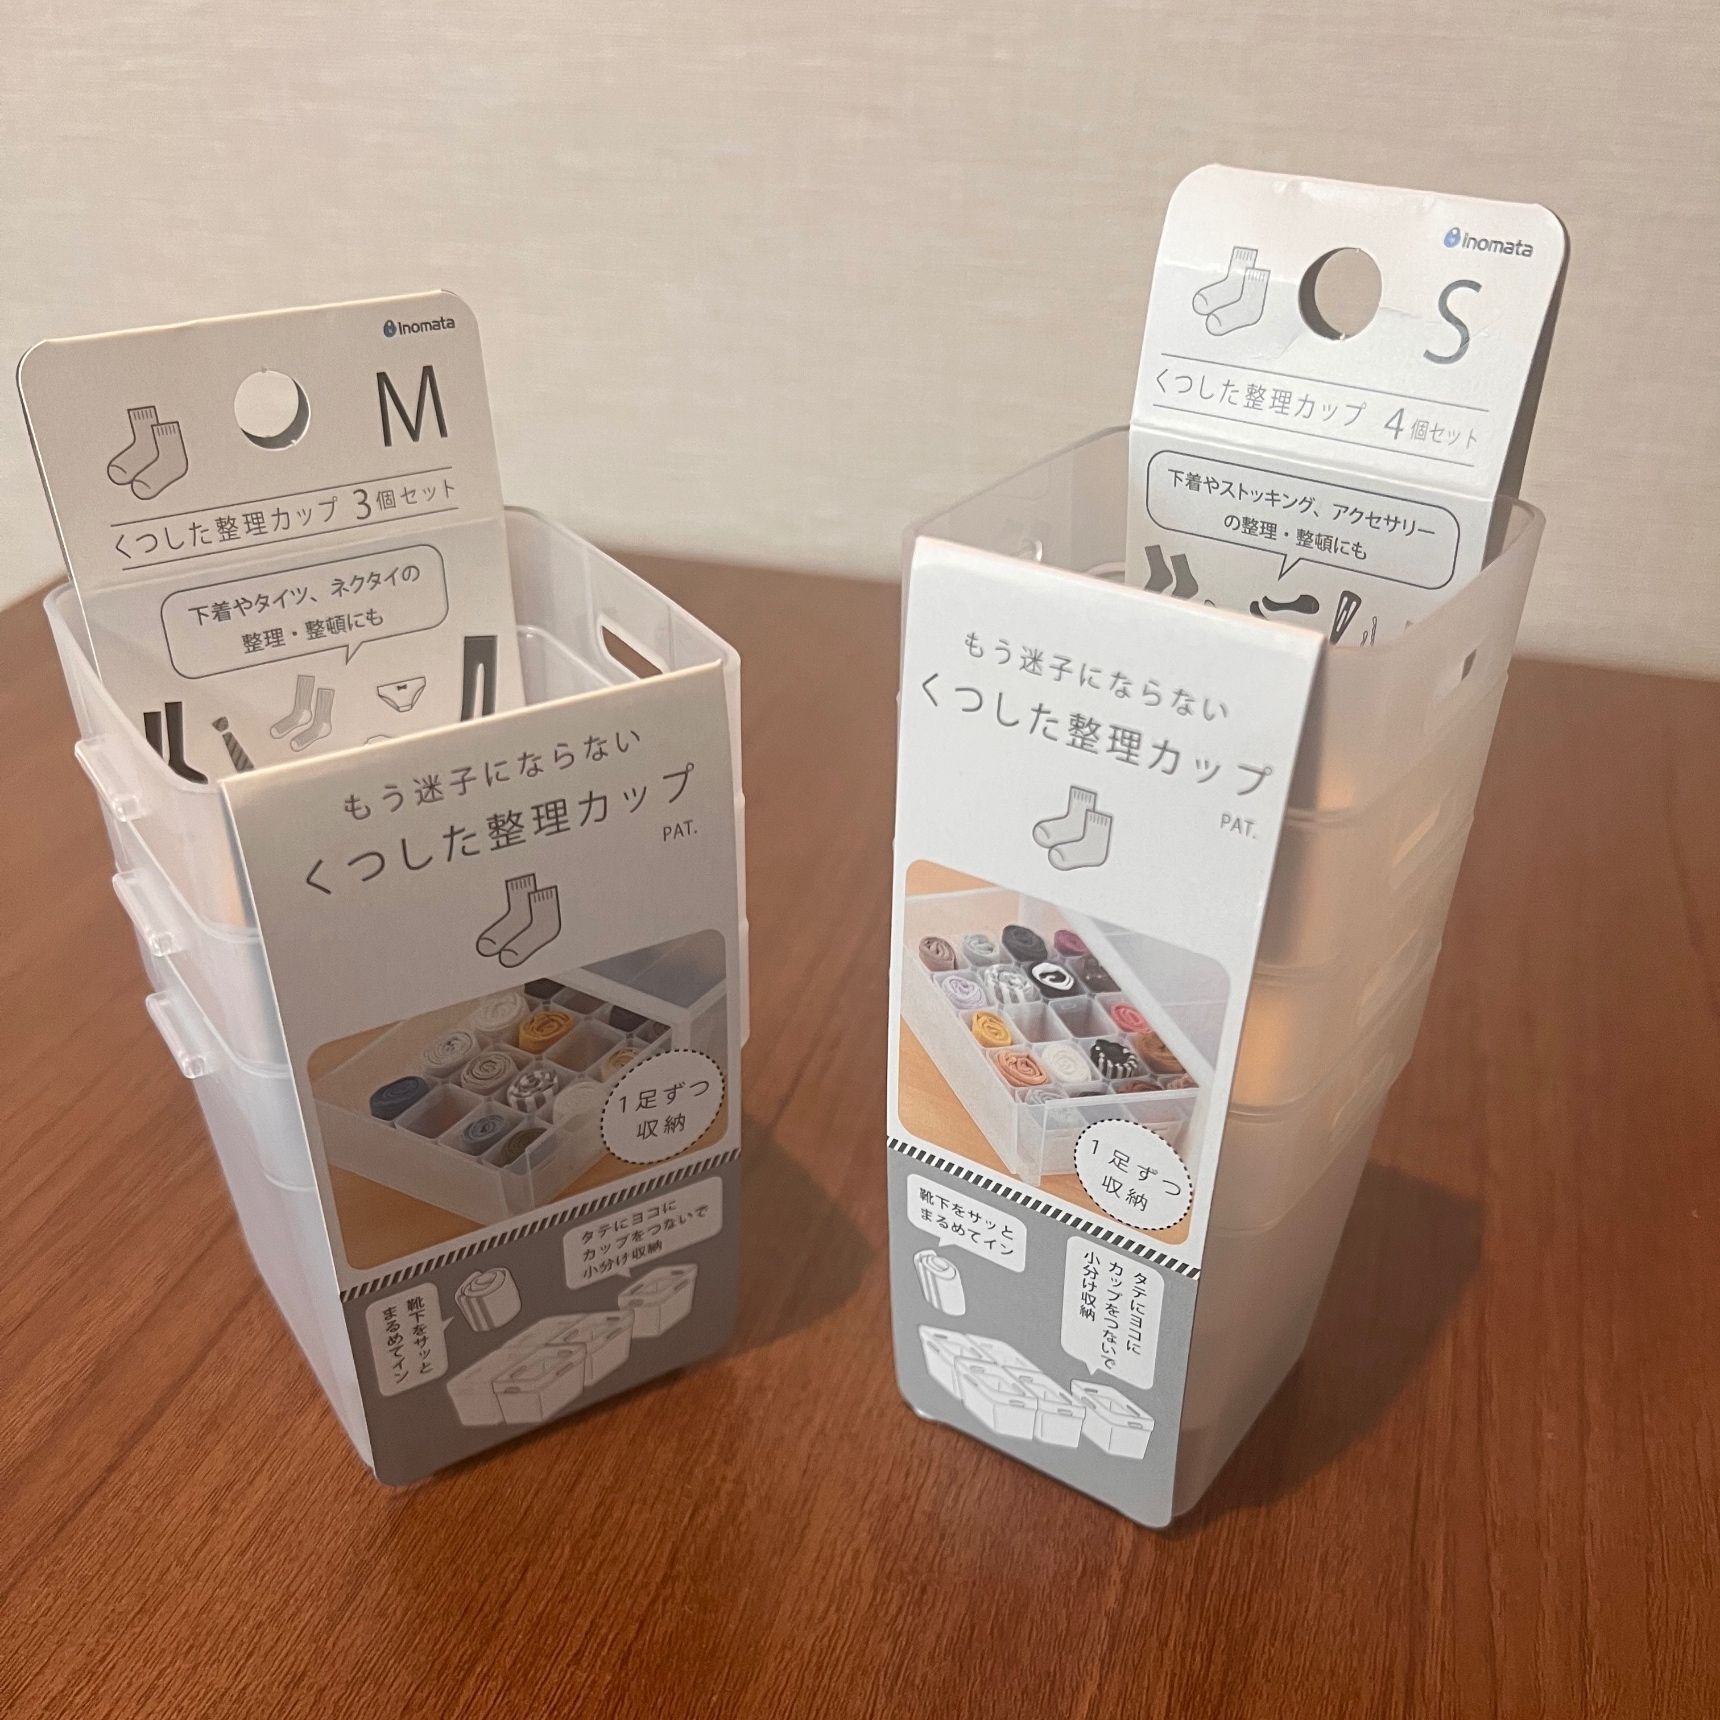 inomata
M
くつした整理カップ 3個セット
下着やタイツ、ネクタイの
整理・整頓にも
もう迷子にならない
くつした整理カップ
PAT.
1足ずつ
収納
タテにヨコに
カップをつないで
小分け収納
靴下をサッと
まるめてイン
inomata
S
くつした整理カップ 4個セット
下着やストッキング、アクセサリー
の整理・整頓にも
もう迷子にならない
くつした整理カップ
PAT.
1足ずつ
収納
靴下をサッと
まるめてイン
タテにヨコに
カップをつないで
小分け収納